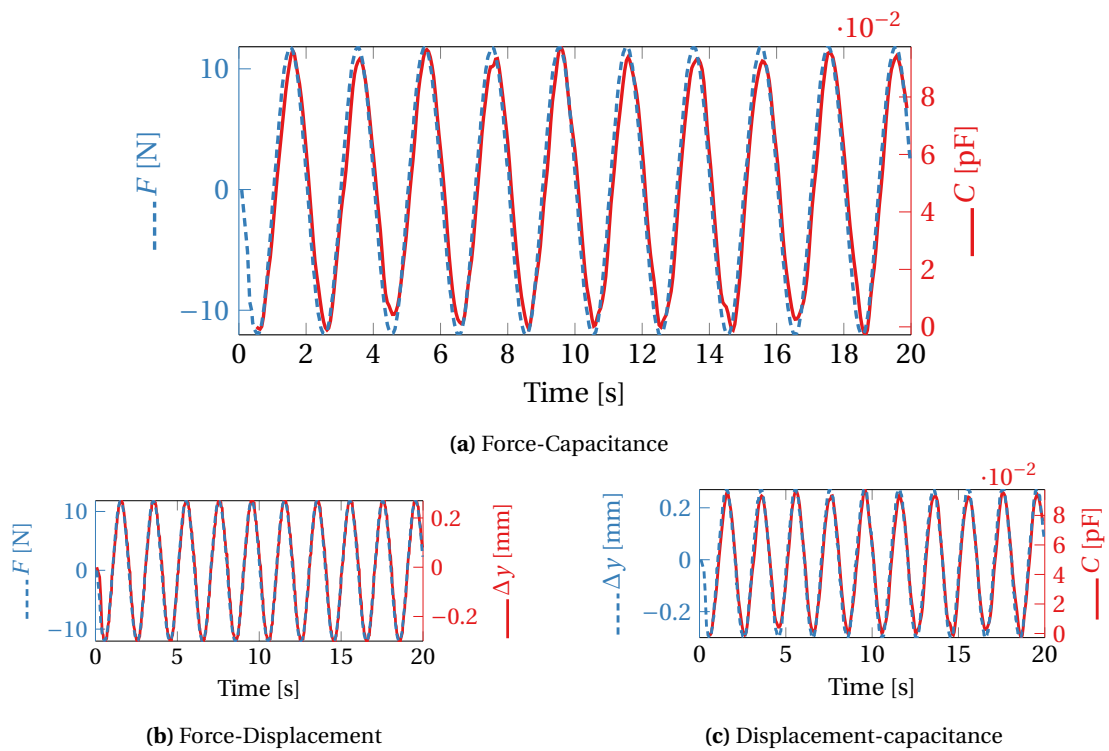 ·10⁻²
10
0
−10
F [N]
8
6
4
2
0
C [pF]
0 2 4 6 8 10 12 14 16 18 20
Time [s]
(a) Force-Capacitance
10
0
−10
F [N]
0.2
0
−0.2
Δy [mm]
0 5 10 15 20
Time [s]
(b) Force-Displacement
·10⁻²
0.2
0
−0.2
Δy [mm]
8
6
4
2
0
C [pF]
0 5 10 15 20
Time [s]
(c) Displacement-capacitance